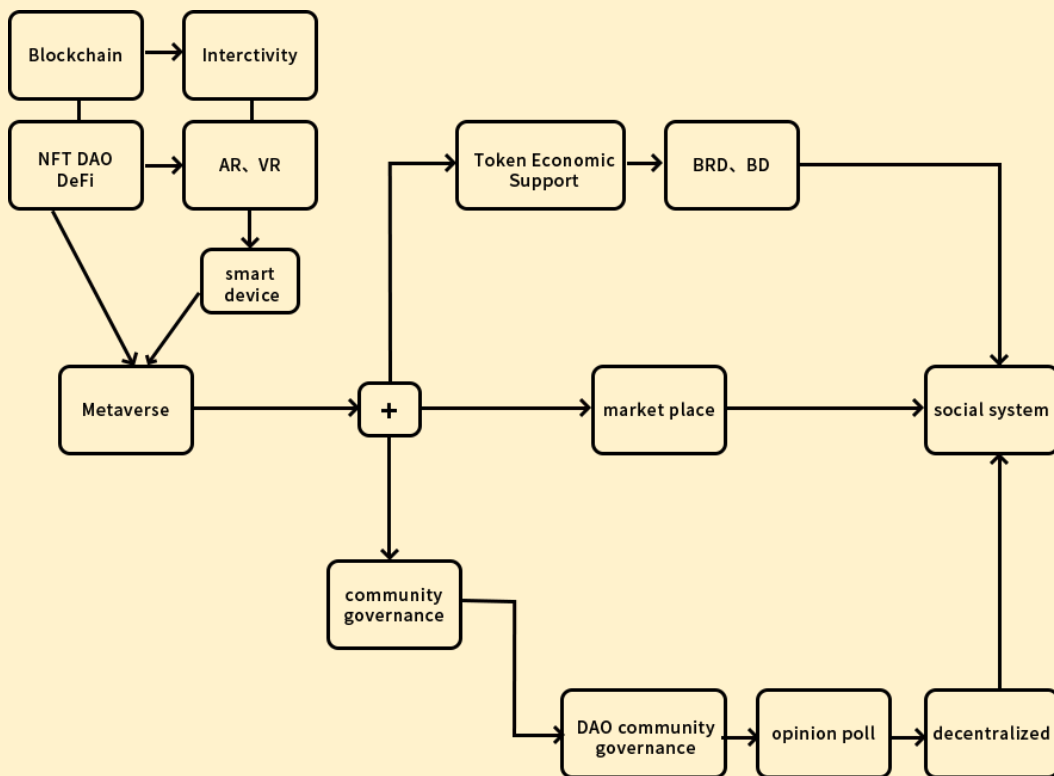 Blockchain
Interctivity
NFT DAO
DeFi
AR、VR
smart
device
Token Economic
Support
BRD、BD
Metaverse
+
market place
social system
community
governance
DAO community
governance
opinion poll
decentralized